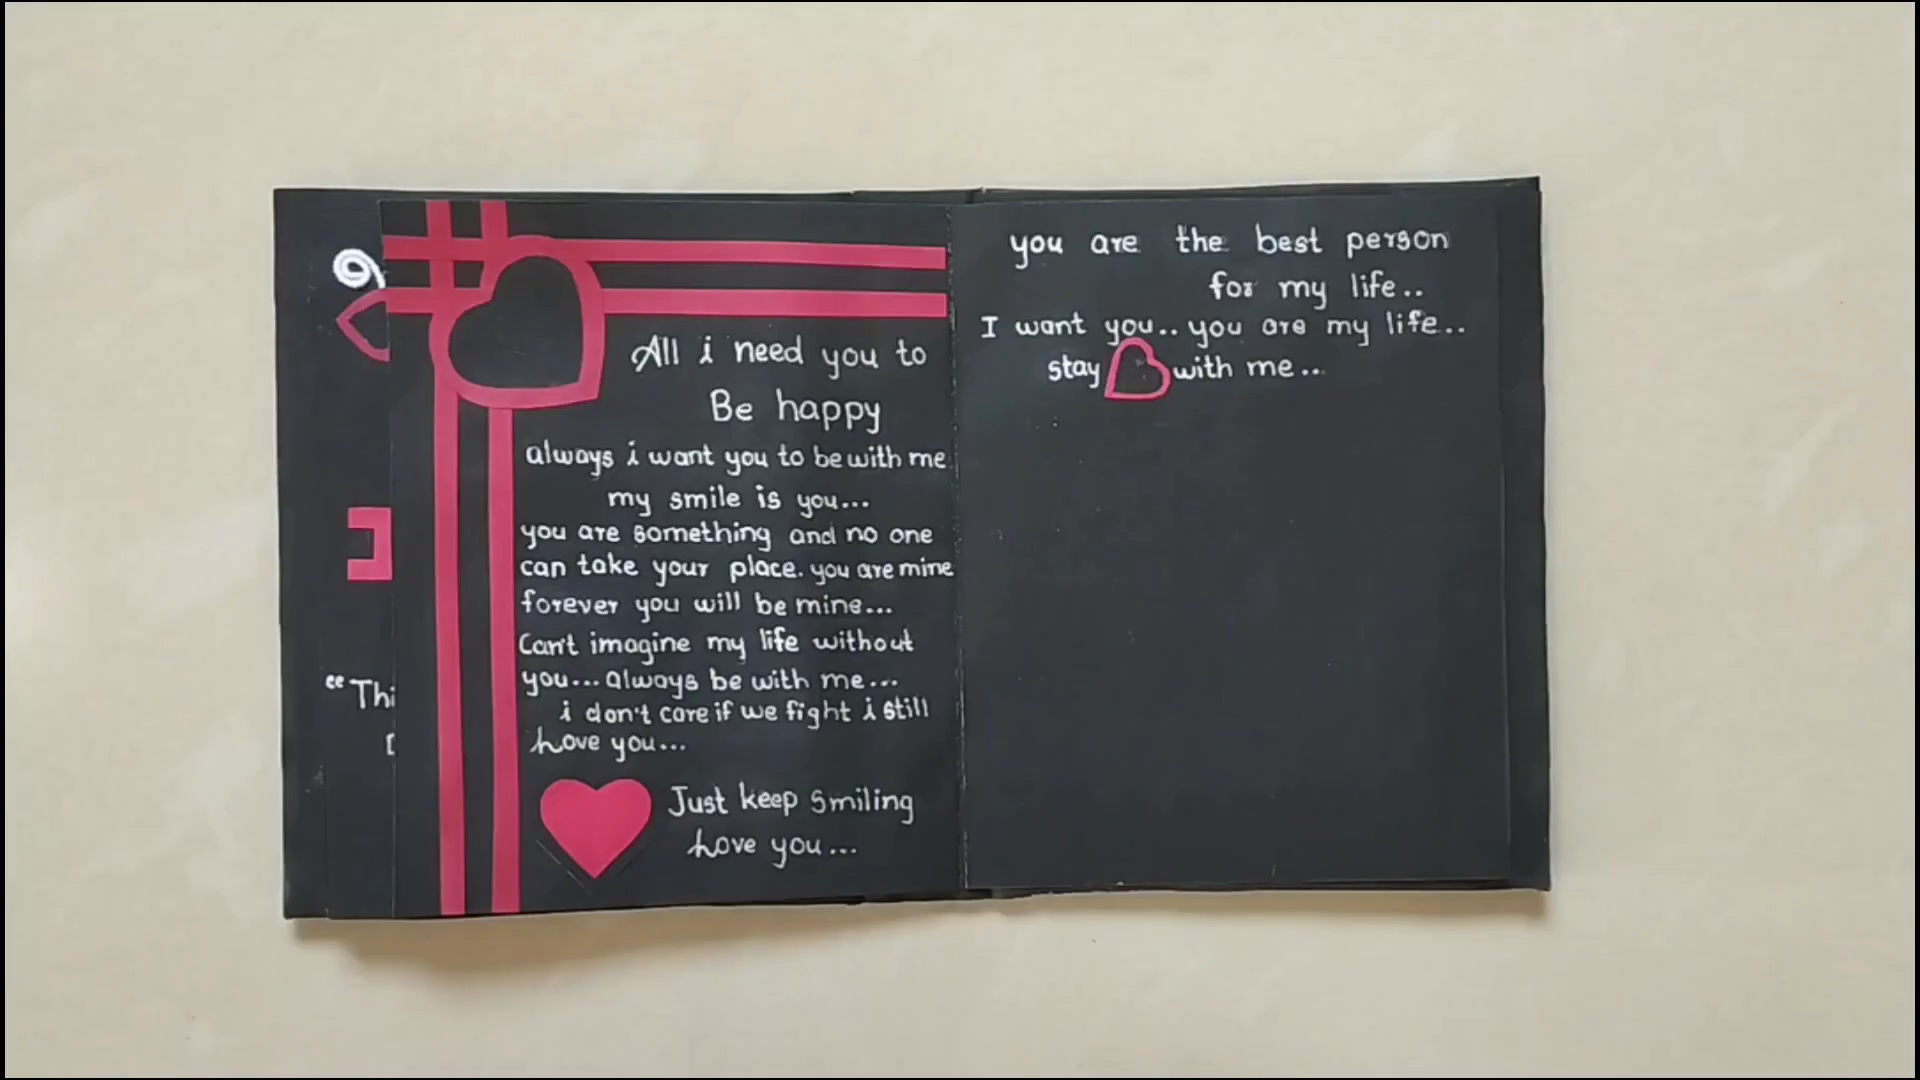 "Thi
All i need you to
Be happy
always i want you to be with me
my smile is you...
you are something and no one
can take your place. you are mine
forever you will be mine...
Can't imagine my life without
you... always be with me...
i don't care if we fight i still
Love you...
Just keep smiling
Love you...
you are the best person
for my life..
I want you.. you are my life..
stay with me...